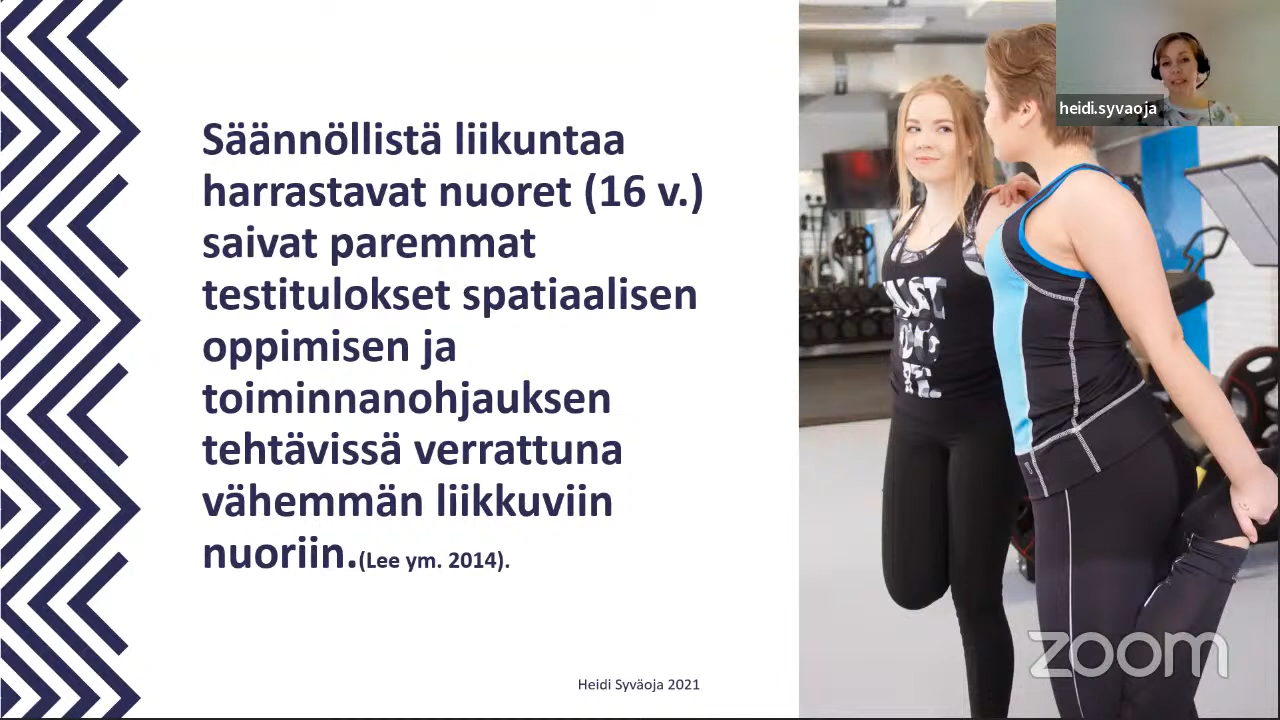 Säännöllistä liikuntaa
harrastavat nuoret (16 v.)
saivat paremmat
testitulokset spatiaalisen
oppimisen ja
toiminnanohjauksen
tehtävissä verrattuna
vähemmän liikkuviin
nuoriin.(Lee ym. 2014).
Heidi Syväoja 2021
heidi.syvaoja
zoom